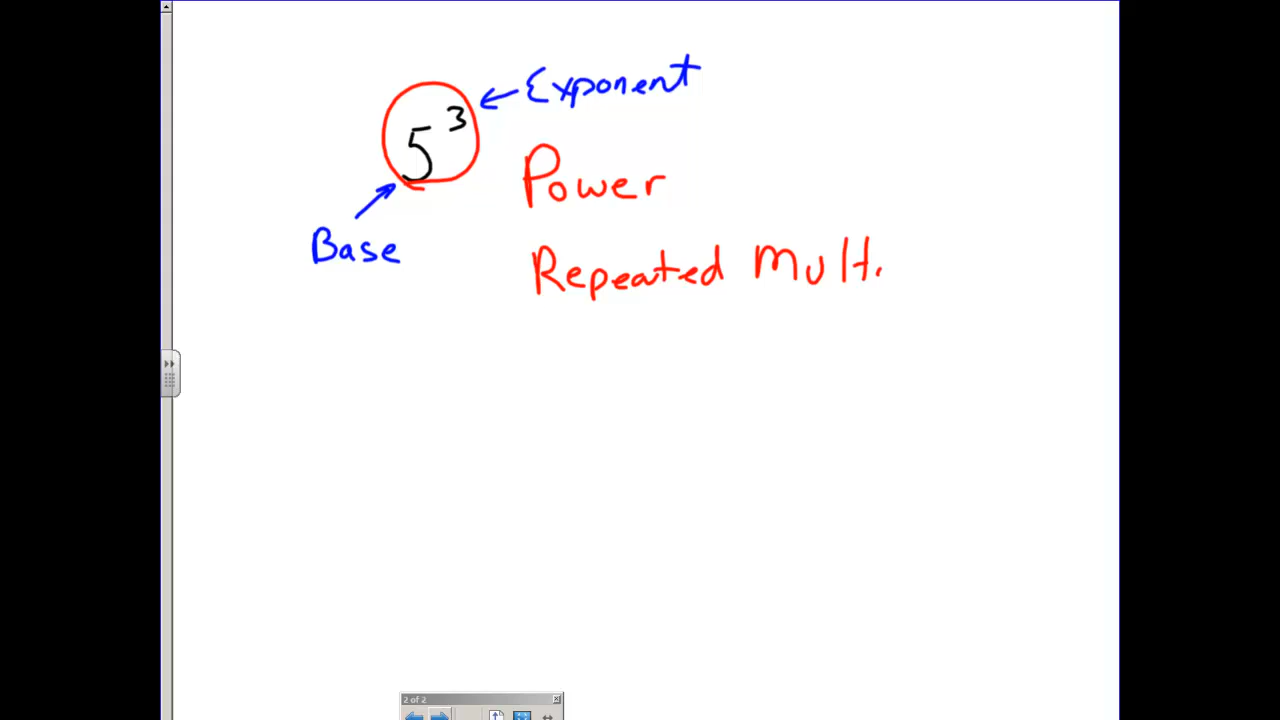 Exponent
5³
Power
Base
Repeated Mult.
2 of 2